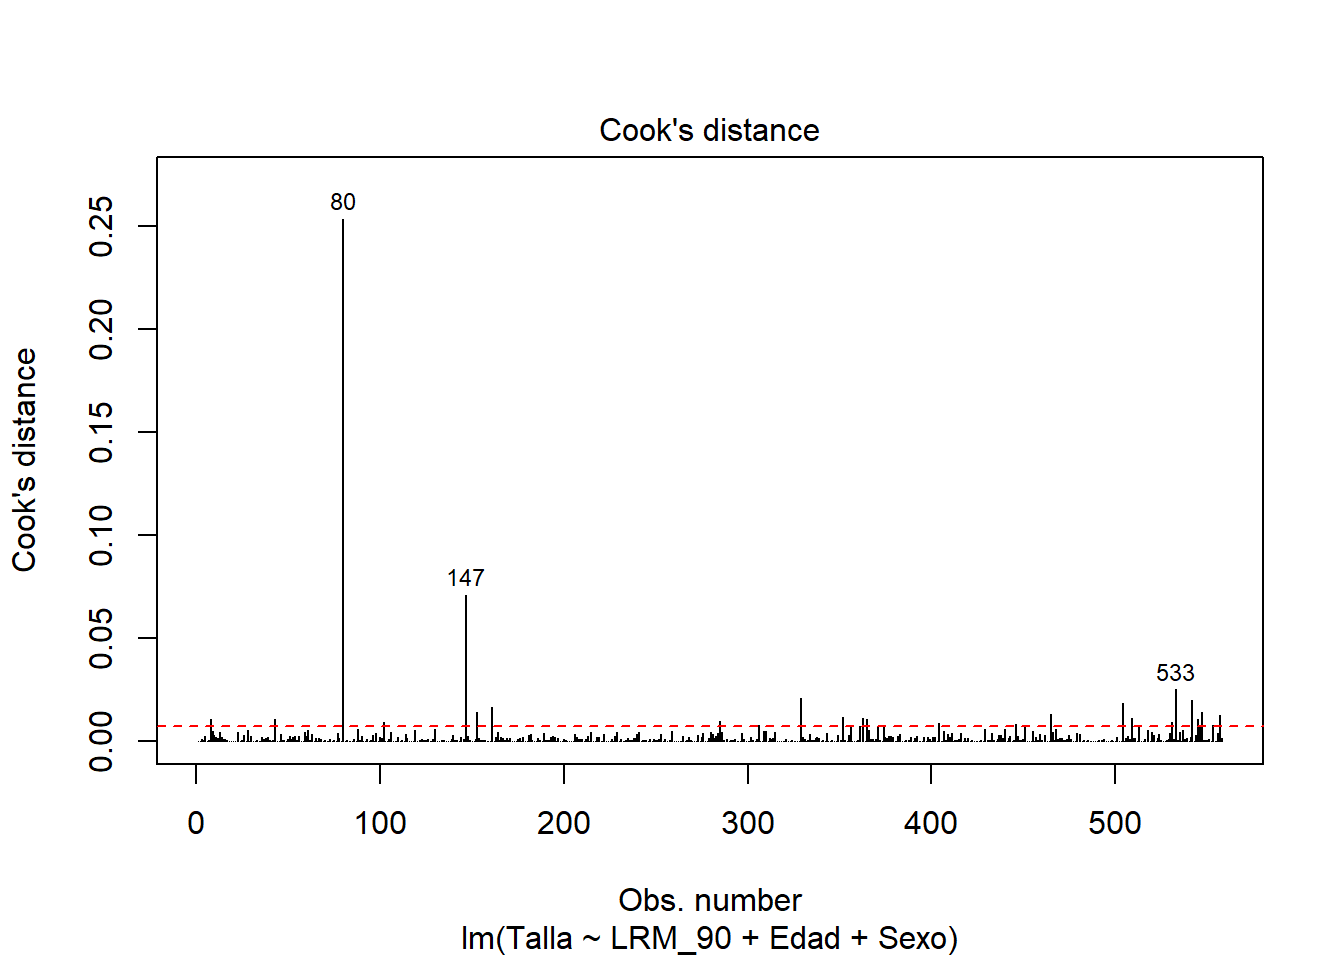 Cook's distance
80
147
533
Cook's distance
0.00
0.05
0.10
0.15
0.20
0.25
0 100 200 300 400 500
Obs. number
lm(Talla ~ LRM_90 + Edad + Sexo)